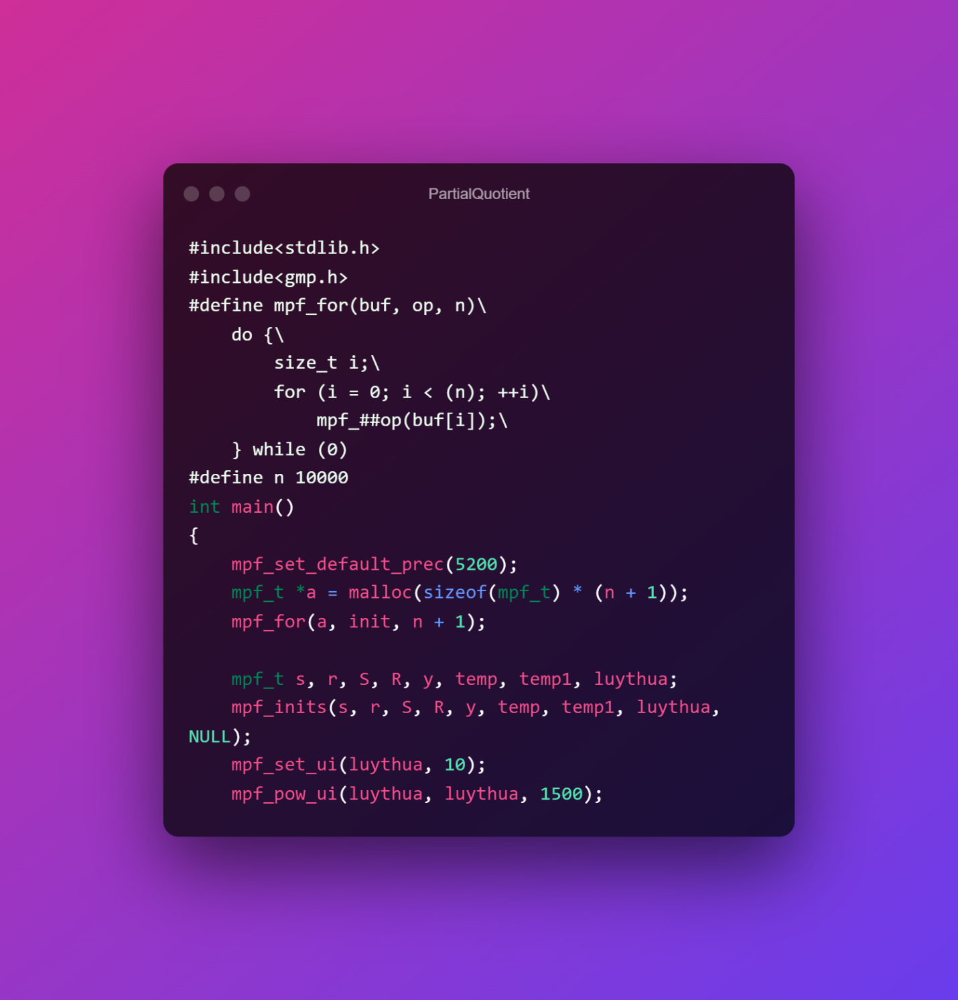 PartialQuotient
#include<stdlib.h>
#include<gmp.h>
#define mpf_for(buf, op, n)\
    do {\
        size_t i;\
        for (i = 0; i < (n); ++i)\
            mpf_##op(buf[i]);\
    } while (0)
#define n 10000
int main()
{
    mpf_set_default_prec(5200);
    mpf_t *a = malloc(sizeof(mpf_t) * (n + 1));
    mpf_for(a, init, n + 1);

    mpf_t s, r, S, R, y, temp, temp1, luythua;
    mpf_inits(s, r, S, R, y, temp, temp1, luythua,
NULL);
    mpf_set_ui(luythua, 10);
    mpf_pow_ui(luythua, luythua, 1500);